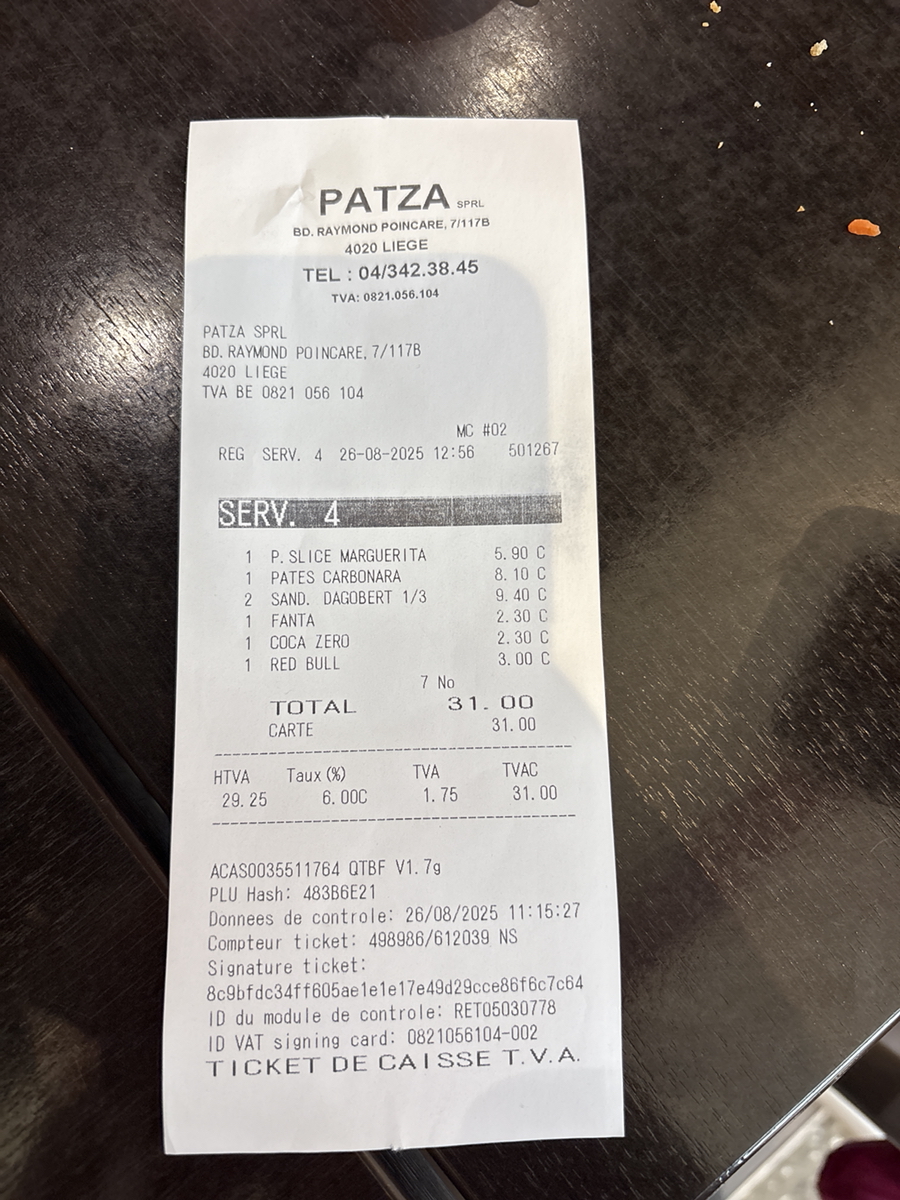 PATZA SPRL
BD. RAYMOND POINCARE, 7/117B
4020 LIEGE
TEL : 04/342.38.45
TVA: 0821.056.104
PATZA SPRL
BD. RAYMOND POINCARE, 7/117B
4020 LIEGE
TVA BE 0821 056 104
MC #02
REG SERV. 4 26-08-2025 12:56 501267
SERV. 4
1 P.SLICE MARGUERITA 5.90 C
1 PATES CARBONARA 8.10 C
2 SAND. DAGOBERT 1/3 9.40 C
1 FANTA 2.30 C
1 COCA ZERO 2.30 C
1 RED BULL 3.00 C
7 No
TOTAL 31.00
CARTE 31.00
HTVA Taux (%) TVA TVAC
29.25 6.00C 1.75 31.00
ACAS0035511764 QTBF V1.7g
PLU Hash: 483B6E21
Donnees de controle: 26/08/2025 11:15:27
Compteur ticket: 498986/612039 NS
Signature ticket:
8c9bfdc34ff605ae1e1e17e49d29cce86f6c7c64
ID du module de controle: RET05030778
ID VAT signing card: 0821056104-002
TICKET DE CAISSE T.V.A.